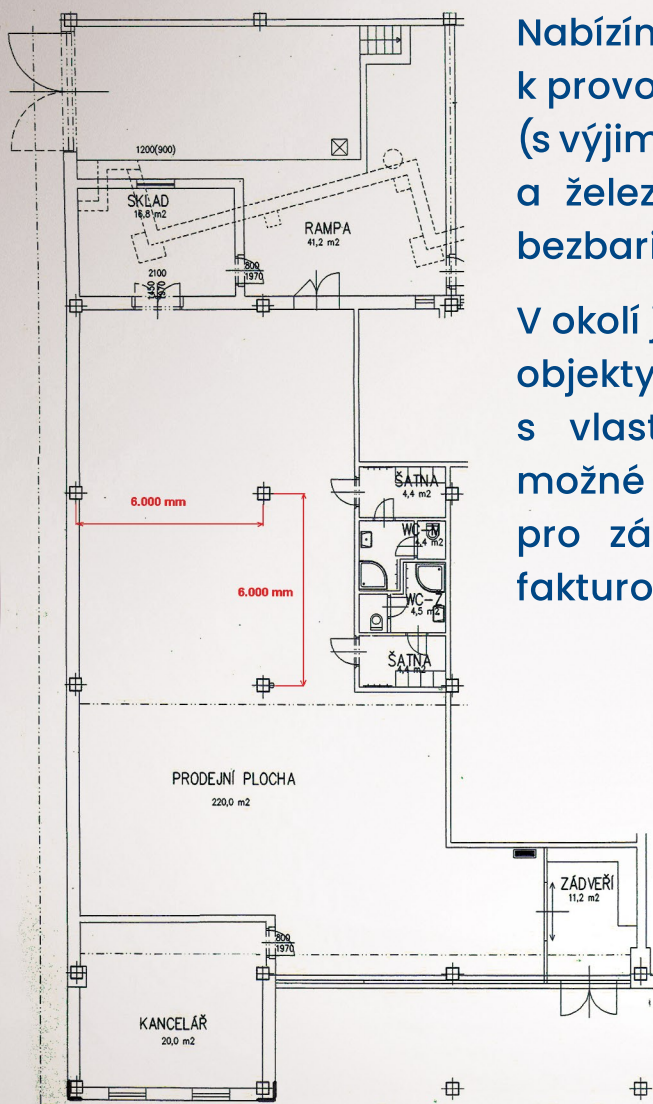 Nabízím
k provo
(s výjim
a želez
bezbari
V okolí j
objekty
s vlast
možné
pro zá
fakturo
1200(900)
SKLAD
16,8 m2
RAMPA
41,2 m2
800
1970
2100
1450
1970
6.000 mm
6.000 mm
ŠATNA
4,4 m2
WC-M
4,4 m2
WC-Z
4,5 m2
ŠATNA
4,4 m2
PRODEJNÍ PLOCHA
220,0 m2
ZÁDVEŘÍ
11,2 m2
800
1970
KANCELÁŘ
20,0 m2